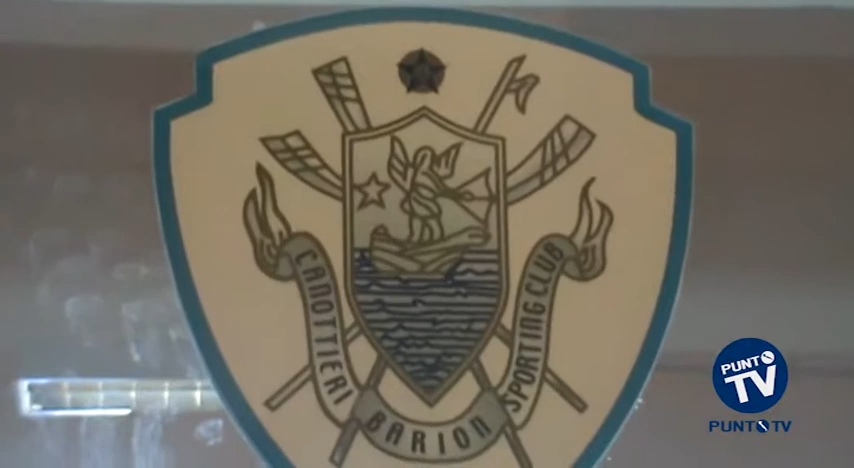 CANOTTIERI
BARION
SPORTING CLUB
PUNTO
TV
PUNTO TV